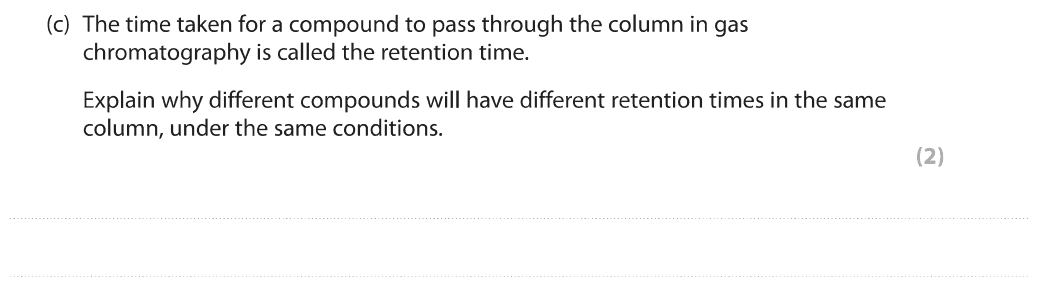 (c) The time taken for a compound to pass through the column in gas
chromatography is called the retention time.
Explain why different compounds will have different retention times in the same
column, under the same conditions.
(2)